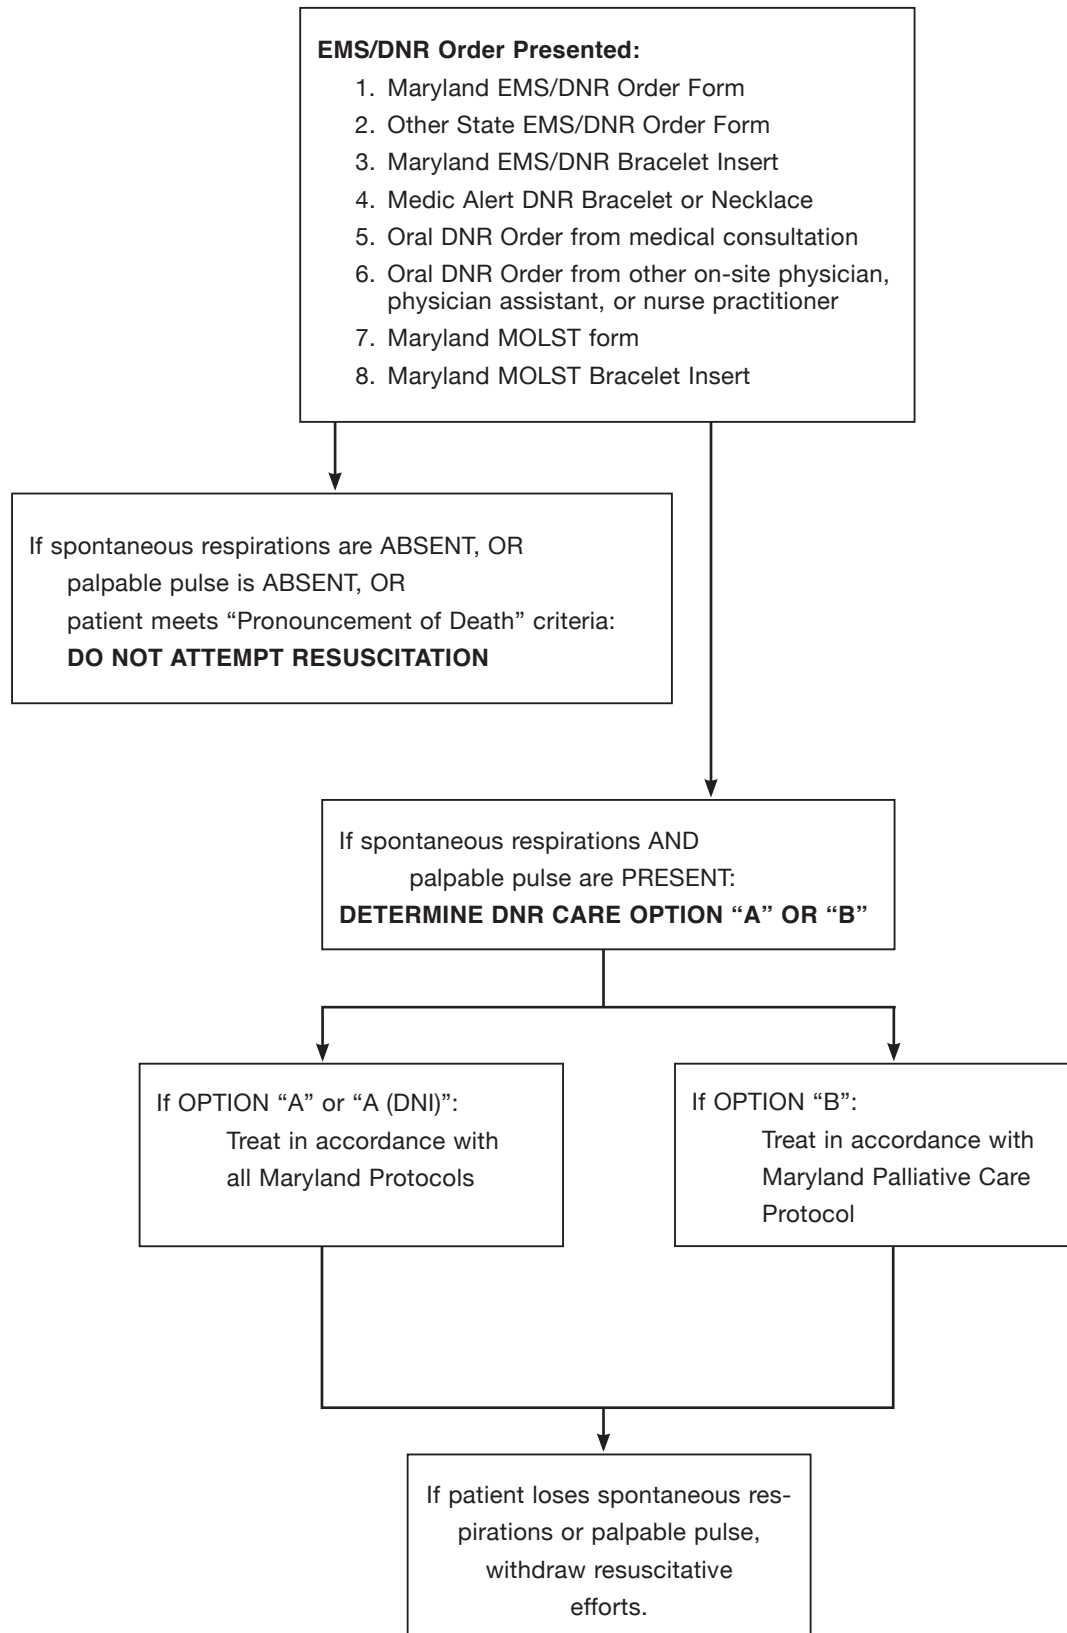 EMS/DNR Order Presented:
1. Maryland EMS/DNR Order Form
2. Other State EMS/DNR Order Form
3. Maryland EMS/DNR Bracelet Insert
4. Medic Alert DNR Bracelet or Necklace
5. Oral DNR Order from medical consultation
6. Oral DNR Order from other on-site physician,
physician assistant, or nurse practitioner
7. Maryland MOLST form
8. Maryland MOLST Bracelet Insert
If spontaneous respirations are ABSENT, OR
palpable pulse is ABSENT, OR
patient meets “Pronouncement of Death” criteria:
DO NOT ATTEMPT RESUSCITATION
If spontaneous respirations AND
palpable pulse are PRESENT:
DETERMINE DNR CARE OPTION “A” OR “B”
If OPTION “A” or “A (DNI)”:
Treat in accordance with
all Maryland Protocols
If OPTION “B”:
Treat in accordance with
Maryland Palliative Care
Protocol
If patient loses spontaneous res-
pirations or palpable pulse,
withdraw resuscitative
efforts.